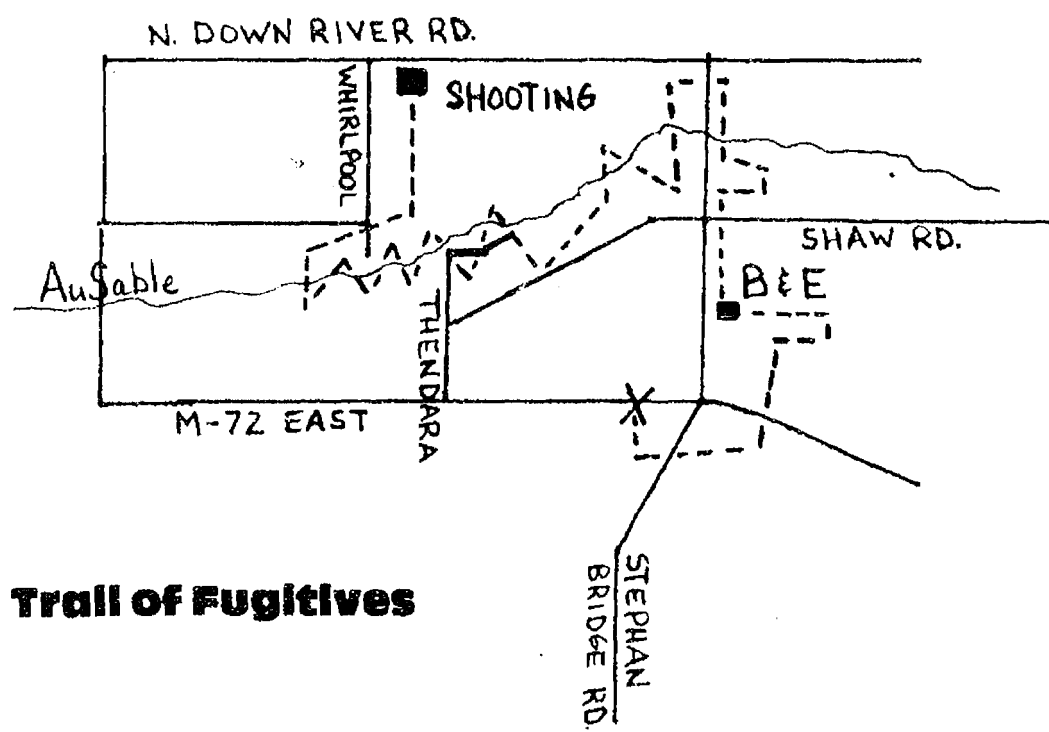 N. DOWN RIVER RD.
WHIRLPOOL
SHOOTING
SHAW RD.
AuSable
B & E
THENDARA
M-72 EAST
X
STEPHAN
BRIDGE RD.
Trail of Fugitives